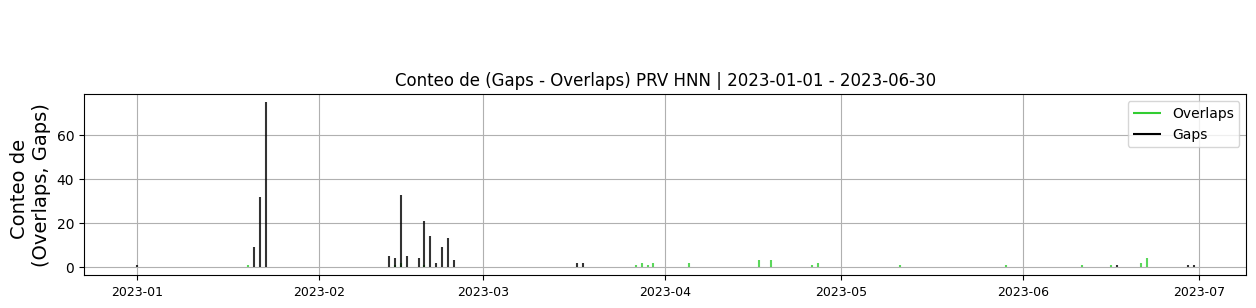 Conteo de (Gaps - Overlaps) PRV HNN | 2023-01-01 - 2023-06-30
Conteo de
(Overlaps, Gaps)
60
40
20
0
Overlaps
Gaps
2023-01
2023-02
2023-03
2023-04
2023-05
2023-06
2023-07